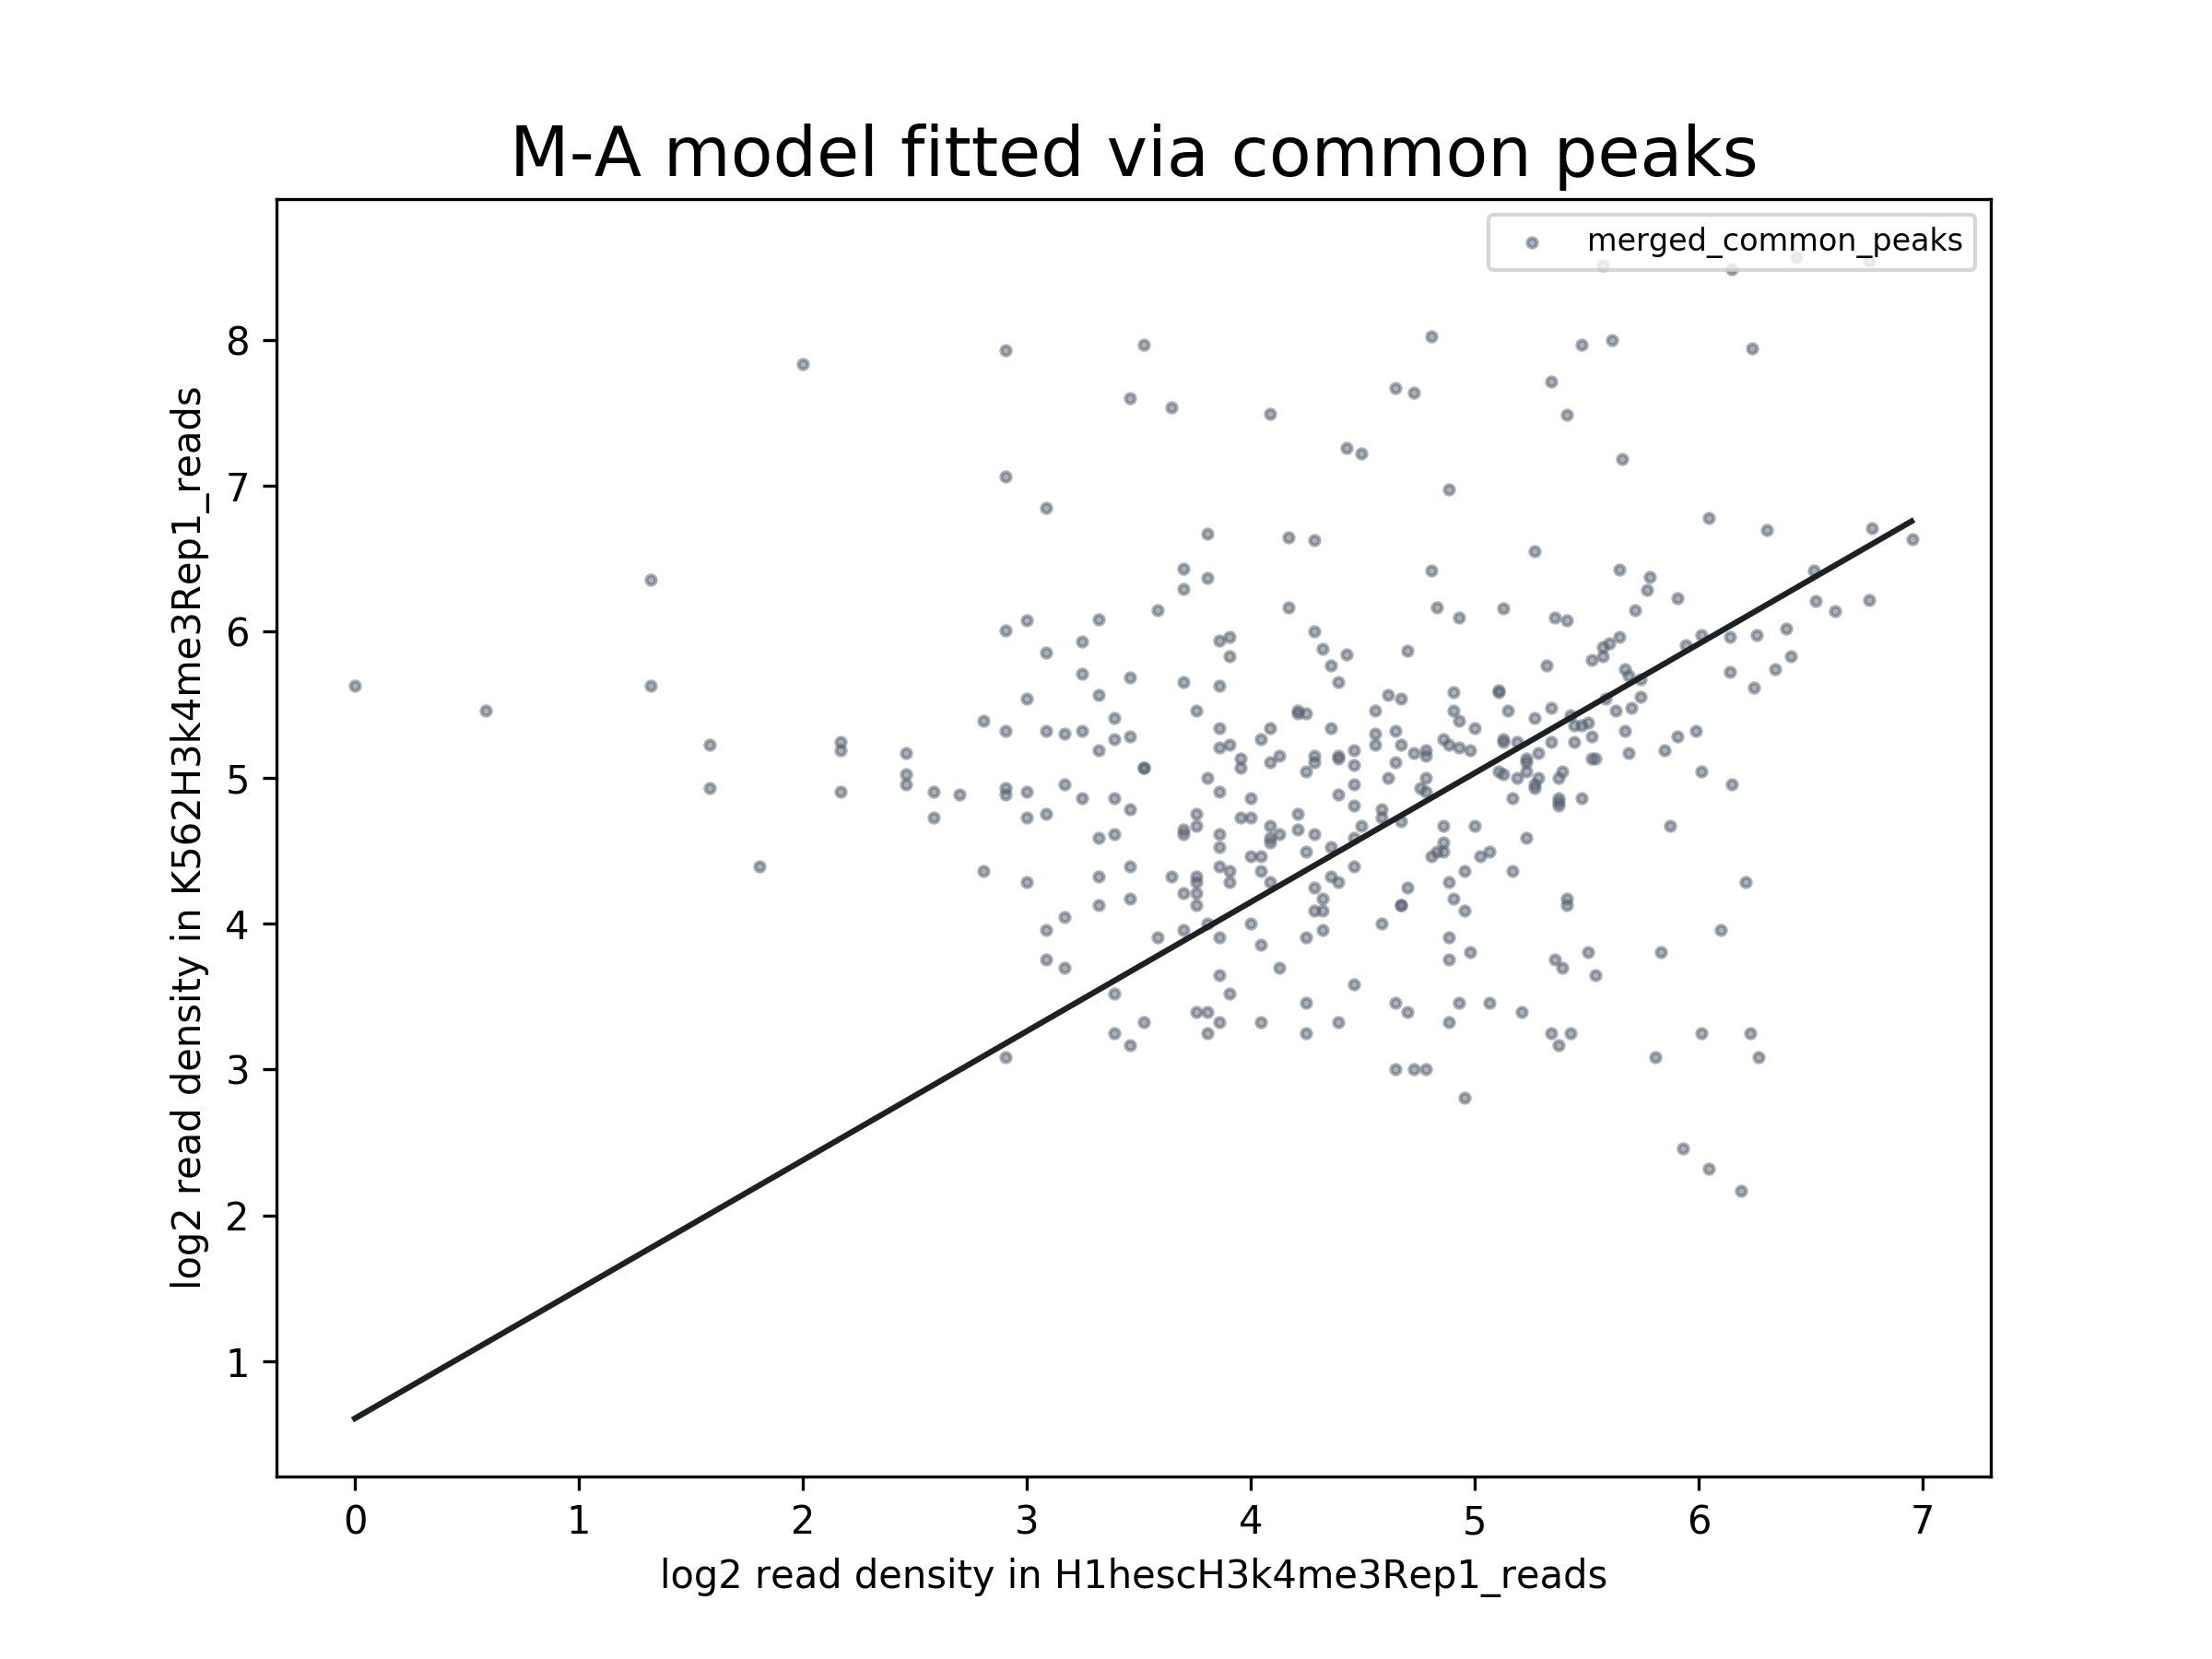 M-A model fitted via common peaks
merged_common_peaks
8
7
6
5
4
3
2
1
log2 read density in K562H3k4me3Rep1_reads
0 1 2 3 4 5 6 7
log2 read density in H1hescH3k4me3Rep1_reads